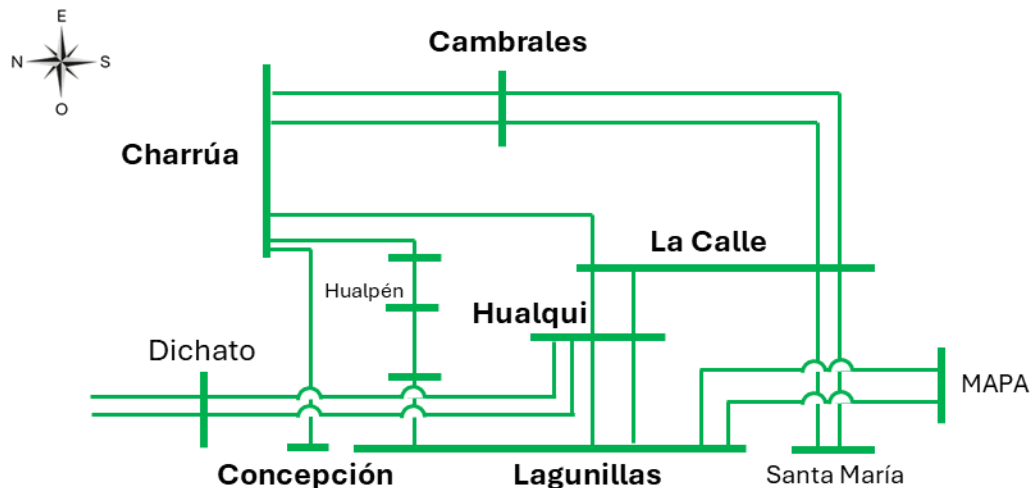 E
N
S
O
Cambrales
Charrúa
La Calle
Hualpén
Hualqui
Dichato
MAPA
Concepción
Lagunillas
Santa María